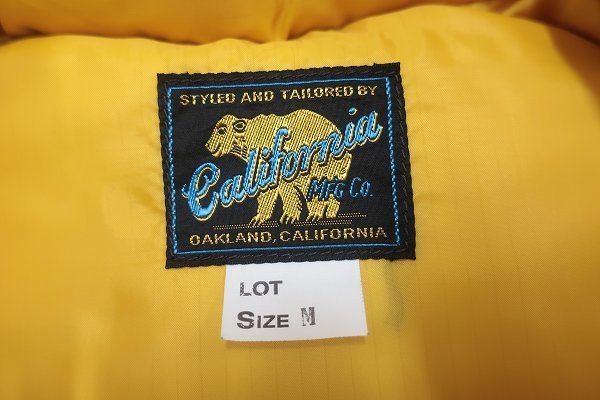 STYLED AND TAILORED BY
California
MFG CO.
OAKLAND, CALIFORNIA
LOT
SIZE M